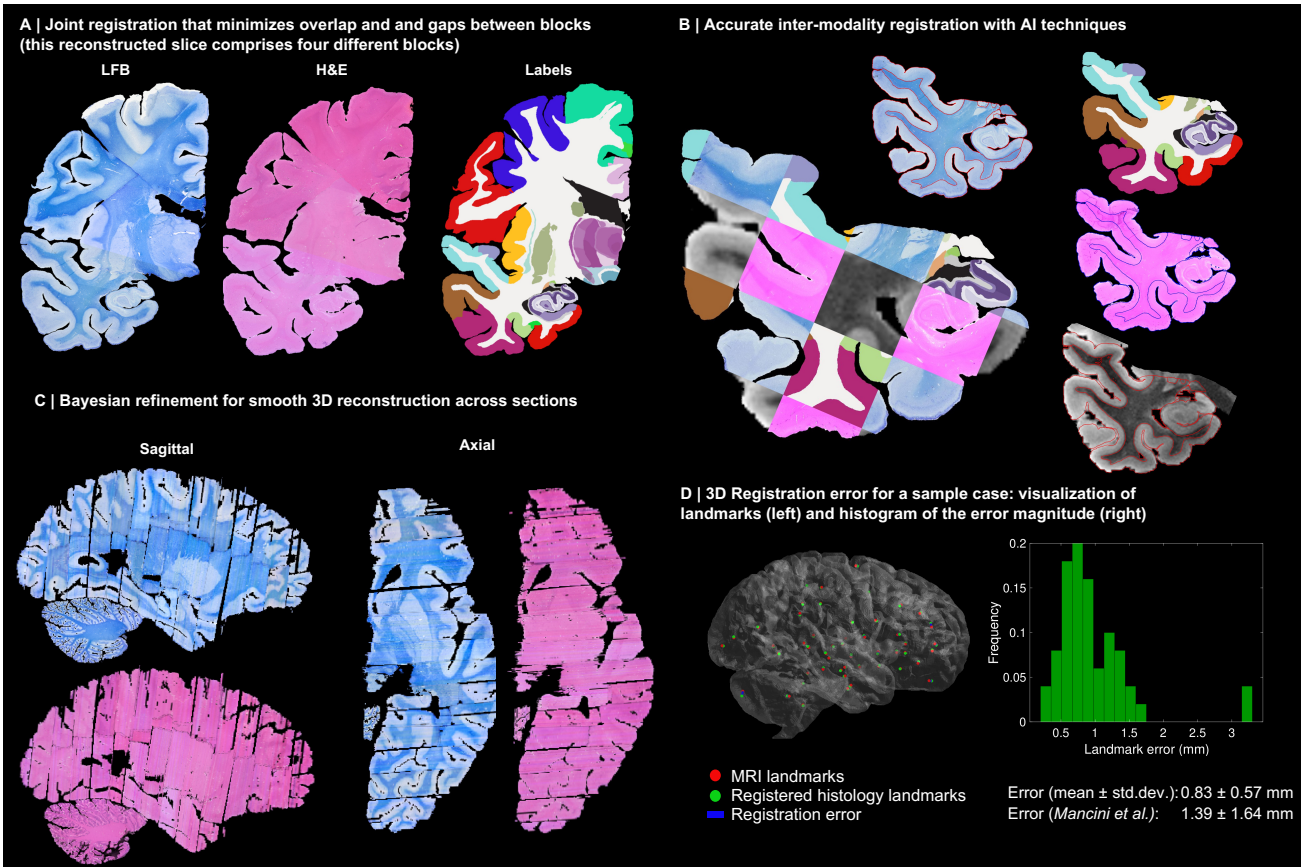 A | Joint registration that minimizes overlap and and gaps between blocks
(this reconstructed slice comprises four different blocks)
LFB
H&E
Labels
B | Accurate inter-modality registration with AI techniques
C | Bayesian refinement for smooth 3D reconstruction across sections
Sagittal
Axial
D | 3D Registration error for a sample case: visualization of
landmarks (left) and histogram of the error magnitude (right)
MRI landmarks
Registered histology landmarks
Registration error
Frequency
0.2
0.15
0.1
0.05
0
0.5
1
1.5
2
2.5
3
Landmark error (mm)
Error (mean ± std.dev.): 0.83 ± 0.57 mm
Error (Mancini et al.): 1.39 ± 1.64 mm